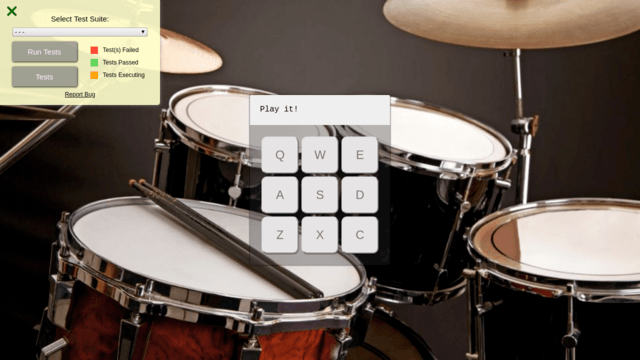 Select Test Suite:
---
Run Tests
Test(s) Failed
Tests Passed
Tests
Tests Executing
Report Bug
Play it!
Q W E
A S D
Z X C